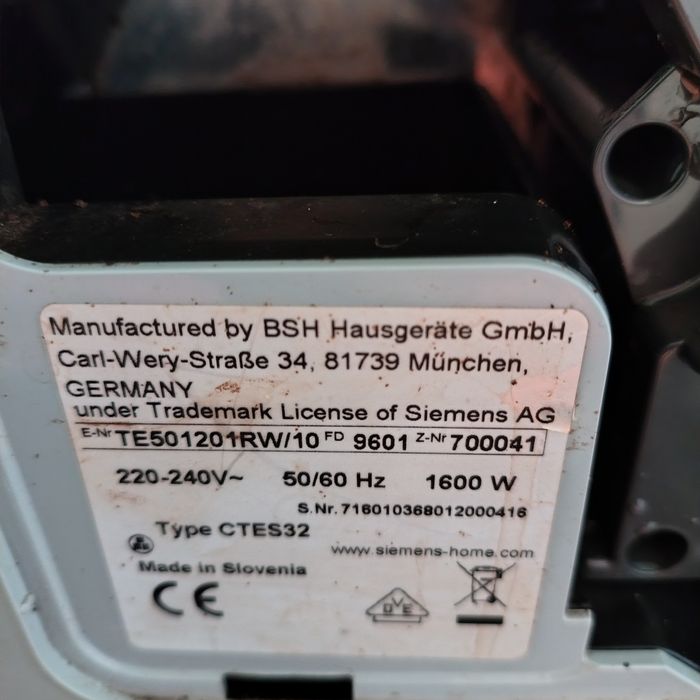 Manufactured by BSH Hausgeräte GmbH,
Carl-Wery-Straße 34, 81739 München,
GERMANY
under Trademark License of Siemens AG
E-Nr TE501201RW/10 FD 9601 Z-Nr 700041
220-240V~ 50/60 Hz 1600 W
S.Nr. 716010368012000416
Type CTES32
www.siemens-home.com
Made in Slovenia
CE
DVE